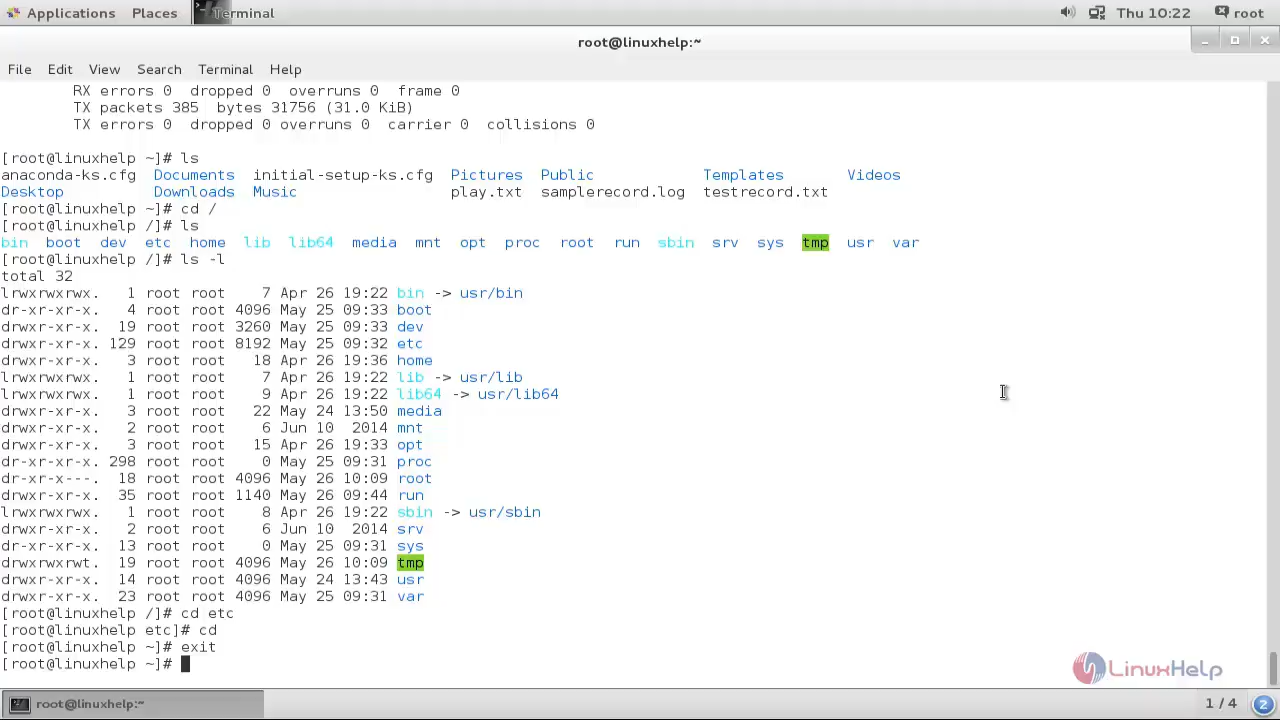 Applications Places Terminal Thu 10:22 root
root@linuxhelp:~
File Edit View Search Terminal Help
RX errors 0  dropped 0  overruns 0  frame 0
TX packets 385  bytes 31756 (31.0 KiB)
TX errors 0  dropped 0 overruns 0  carrier 0  collisions 0
[root@linuxhelp ~]# ls
anaconda-ks.cfg  Documents  initial-setup-ks.cfg  Pictures  Public  Templates  Videos
Desktop  Downloads  Music  play.txt  samplerecord.log  testrecord.txt
[root@linuxhelp ~]# cd /
[root@linuxhelp /]# ls
bin  boot  dev  etc  home  lib  lib64  media  mnt  opt  proc  root  run  sbin  srv  sys  tmp  usr  var
[root@linuxhelp /]# ls -l
total 32
lrwxrwxrwx.   1 root root    7 Apr 26 19:22 bin -> usr/bin
dr-xr-xr-x.   4 root root 4096 May 25 09:33 boot
drwxr-xr-x.  19 root root 3260 May 25 09:33 dev
drwxr-xr-x. 129 root root 8192 May 25 09:32 etc
drwxr-xr-x.   3 root root   18 Apr 26 19:36 home
lrwxrwxrwx.   1 root root    7 Apr 26 19:22 lib -> usr/lib
lrwxrwxrwx.   1 root root    9 Apr 26 19:22 lib64 -> usr/lib64
drwxr-xr-x.   3 root root   22 May 24 13:50 media
drwxr-xr-x.   2 root root    6 Jun 10  2014 mnt
drwxr-xr-x.   3 root root   15 Apr 26 19:33 opt
dr-xr-xr-x. 298 root root    0 May 25 09:31 proc
dr-xr-x---.  18 root root 4096 May 26 10:09 root
drwxr-xr-x.  35 root root 1140 May 26 09:44 run
lrwxrwxrwx.   1 root root    8 Apr 26 19:22 sbin -> usr/sbin
drwxr-xr-x.   2 root root    6 Jun 10  2014 srv
dr-xr-xr-x.  13 root root    0 May 25 09:31 sys
drwxrwxrwt.  19 root root 4096 May 26 10:09 tmp
drwxr-xr-x.  14 root root 4096 May 24 13:43 usr
drwxr-xr-x.  23 root root 4096 May 25 09:31 var
[root@linuxhelp /]# cd etc
[root@linuxhelp etc]# cd
[root@linuxhelp ~]# exit
[root@linuxhelp ~]#
LinuxHelp
root@linuxhelp:~ 1 / 4 2